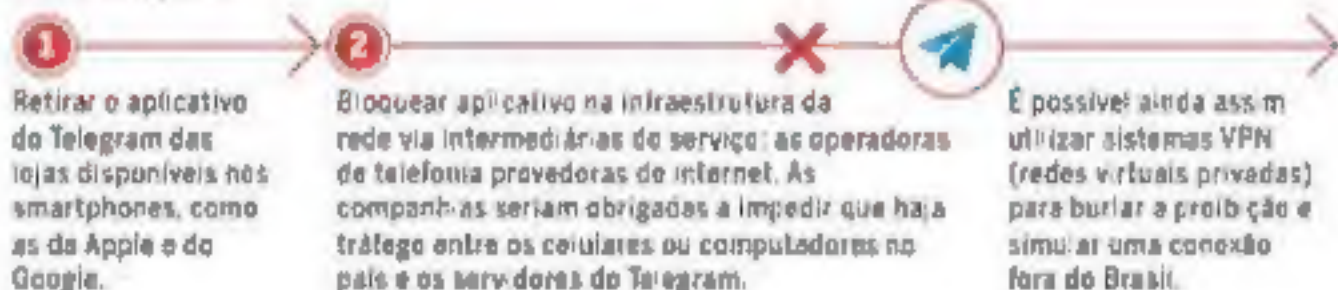 1
2
Retirar o aplicativo
do Telegram das
lojas disponíveis nos
smartphones, como
as da Apple e do
Google.
Bloquear aplicativo na infraestrutura da
rede via intermediárias do serviço: as operadoras
de telefonia provedoras de internet. As
companhias seriam obrigadas a impedir que haja
tráfego entre os celulares ou computadores no
país e os servidores do Telegram.
É possível ainda assim
utilizar sistemas VPN
(redes virtuais privadas)
para burlar a proibição e
simular uma conexão
fora do Brasil.